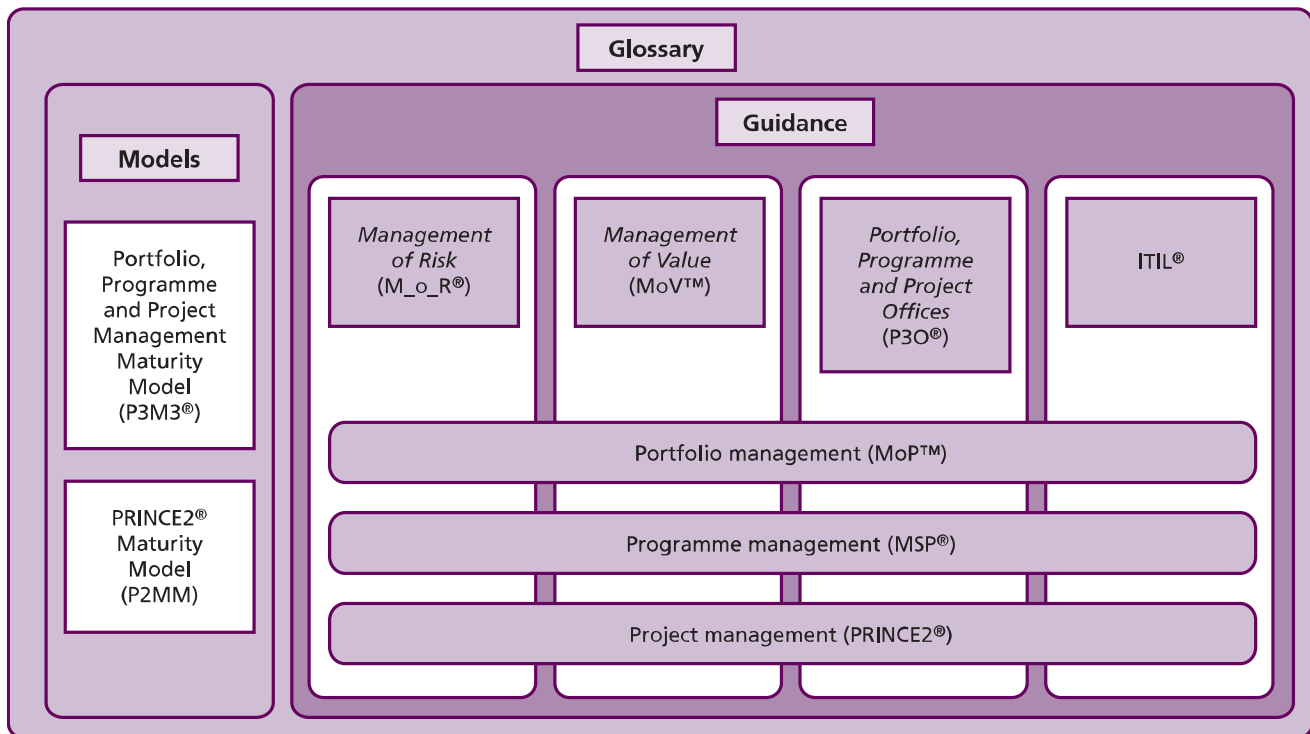 Glossary
Models
Portfolio,
Programme
and Project
Management
Maturity
Model
(P3M3®)
PRINCE2®
Maturity
Model
(P2MM)
Guidance
Management
of Risk
(M_o_R®)
Management
of Value
(MoV™)
Portfolio,
Programme
and Project
Offices
(P3O®)
ITIL®
Portfolio management (MoP™)
Programme management (MSP®)
Project management (PRINCE2®)